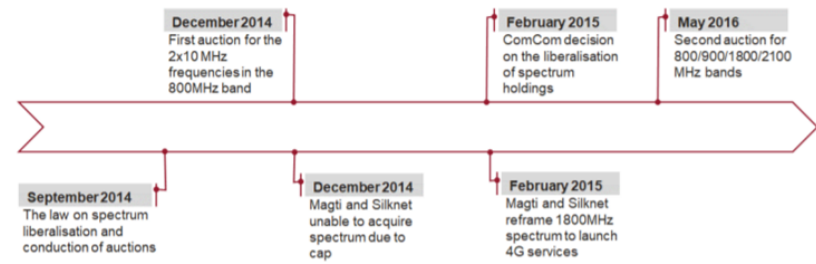 December 2014
First auction for the
2x10 MHz
frequencies in the
800MHz band
February 2015
ComCom decision
on the liberalisation
of spectrum
holdings
May 2016
Second auction for
800/900/1800/2100
MHz bands
September 2014
The law on spectrum
liberalisation and
conduction of auctions
December 2014
Magti and Silknet
unable to acquire
spectrum due to
cap
February 2015
Magti and Silknet
reframe 1800MHz
spectrum to launch
4G services